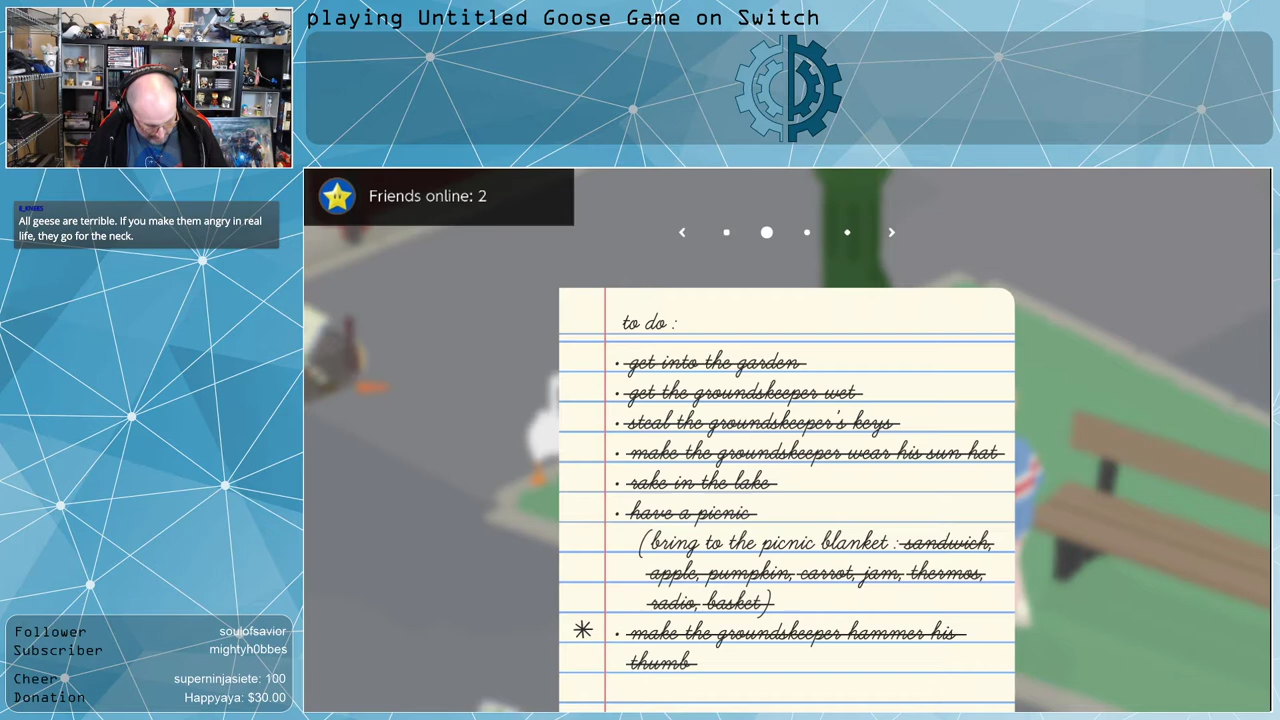 playing Untitled Goose Game on Switch
Friends online: 2
All geese are terrible. If you make them angry in real
life, they go for the neck.
to do :
• get into the garden
• get the groundskeeper wet
• steal the groundskeeper's keys
• make the groundskeeper wear his sun hat
• rake in the lake
• have a picnic
(bring to the picnic blanket : sandwich,
apple, pumpkin, carrot, jam, thermos,
radio, basket)
* • make the groundskeeper hammer his
thumb
Follower soulofsavior
Subscriber mightyh0bbes
Cheer superninjasiete: 100
Donation Happyaya: $30.00